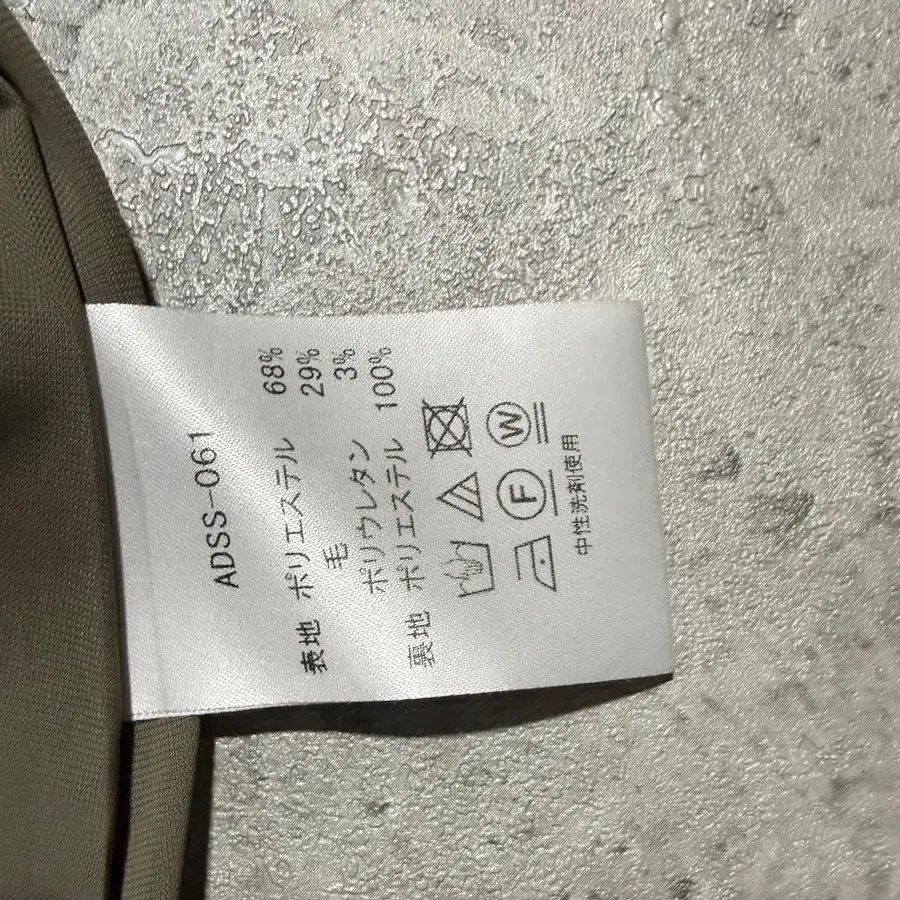 ADSS-061
表地 ポリエステル 68%
毛 29%
ポリウレタン 3%
裏地 ポリエステル 100%
F W
中性洗剤使用